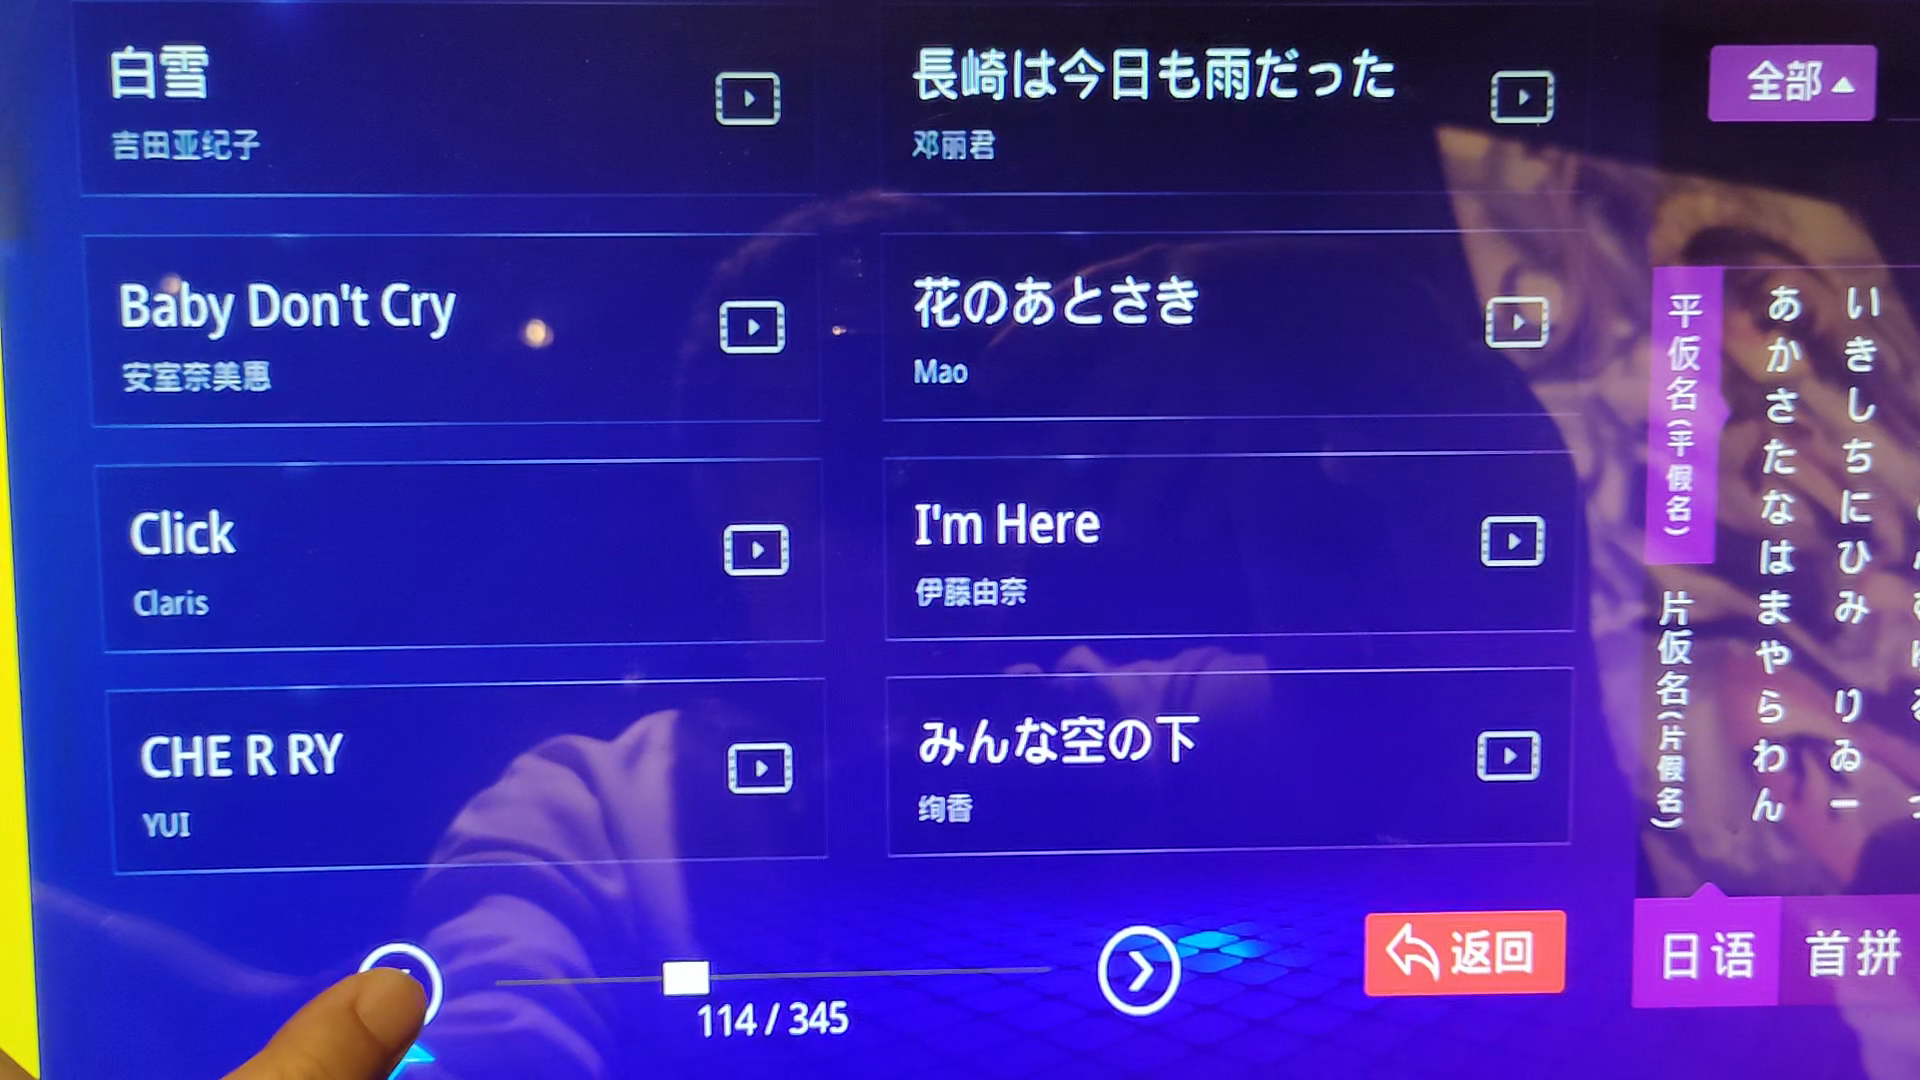 白雪
吉田亚纪子
長崎は今日も雨だった
邓丽君
Baby Don't Cry
安室奈美惠
花のあとさき
Mao
Click
Claris
I'm Here
伊藤由奈
CHE R RY
YUI
みんな空の下
绚香
114 / 345
返回
全部
平仮名(平假名)
片仮名(片假名)
あかさたなはまやらわん
いきしちにひみ りゐー
日语
首拼